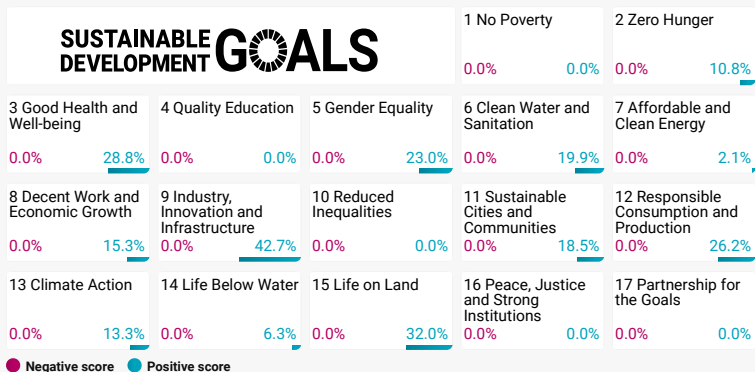 SUSTAINABLE
DEVELOPMENT
GOALS
1 No Poverty
0.0% 0.0%
2 Zero Hunger
0.0% 10.8%
3 Good Health and
Well-being
0.0% 28.8%
4 Quality Education
0.0% 0.0%
5 Gender Equality
0.0% 23.0%
6 Clean Water and
Sanitation
0.0% 19.9%
7 Affordable and
Clean Energy
0.0% 2.1%
8 Decent Work and
Economic Growth
0.0% 15.3%
9 Industry,
Innovation and
Infrastructure
0.0% 42.7%
10 Reduced
Inequalities
0.0% 0.0%
11 Sustainable
Cities and
Communities
0.0% 18.5%
12 Responsible
Consumption and
Production
0.0% 26.2%
13 Climate Action
0.0% 13.3%
14 Life Below Water
0.0% 6.3%
15 Life on Land
0.0% 32.0%
16 Peace, Justice
and Strong
Institutions
0.0% 0.0%
17 Partnership for
the Goals
0.0% 0.0%
Negative score Positive score